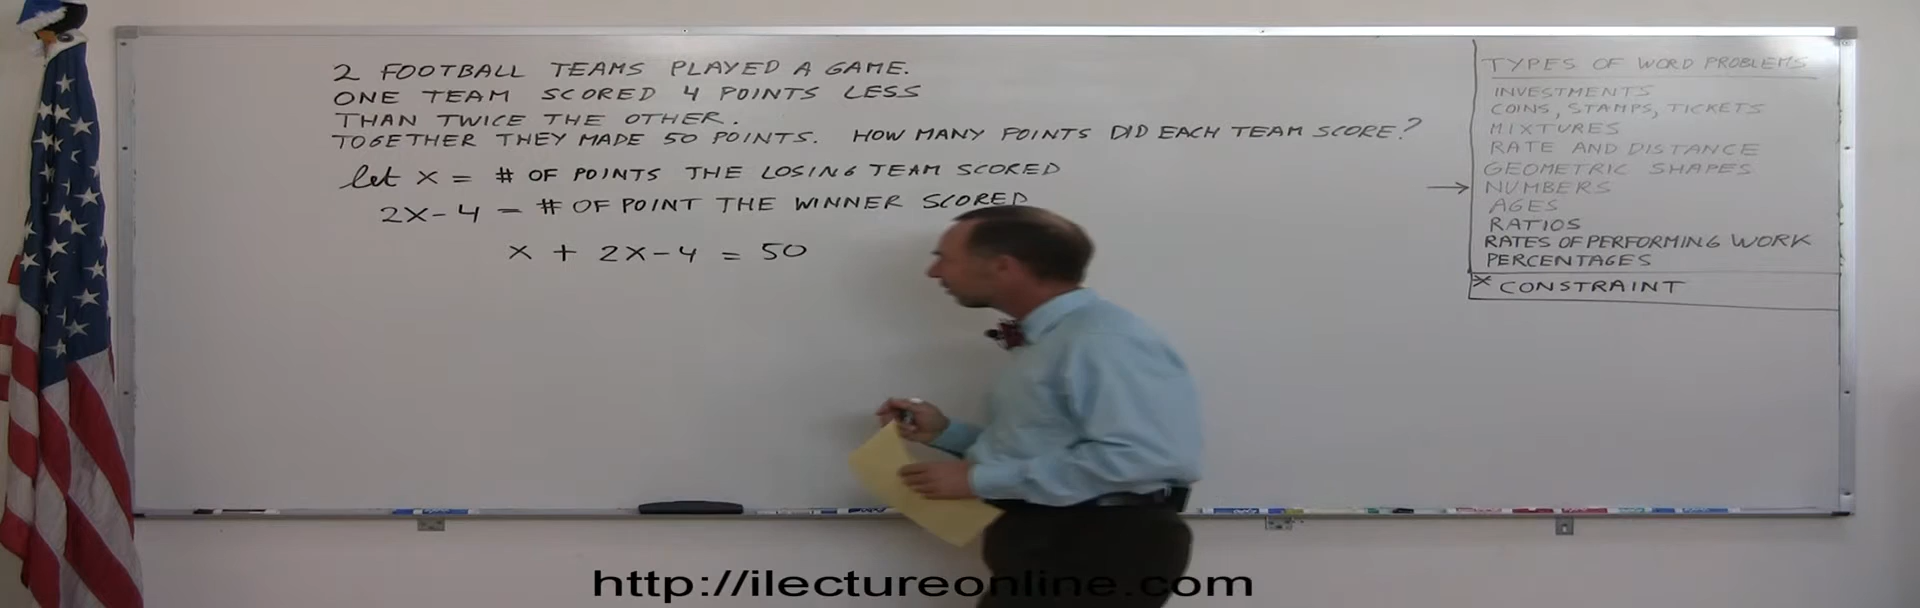 2 FOOTBALL TEAMS PLAYED A GAME.
ONE TEAM SCORED 4 POINTS LESS
THAN TWICE THE OTHER.
TOGETHER THEY MADE 50 POINTS. HOW MANY POINTS DID EACH TEAM SCORE?
let x = # OF POINTS THE LOSING TEAM SCORED
2x-4 = # OF POINT THE WINNER SCORED
x + 2x-4 = 50
TYPES OF WORD PROBLEMS
INVESTMENTS
COINS, STAMPS, TICKETS
MIXTURES
RATE AND DISTANCE
GEOMETRIC SHAPES
→ NUMBERS
AGES
RATIOS
RATES OF PERFORMING WORK
PERCENTAGES
* CONSTRAINT
http://ilectureonline.com